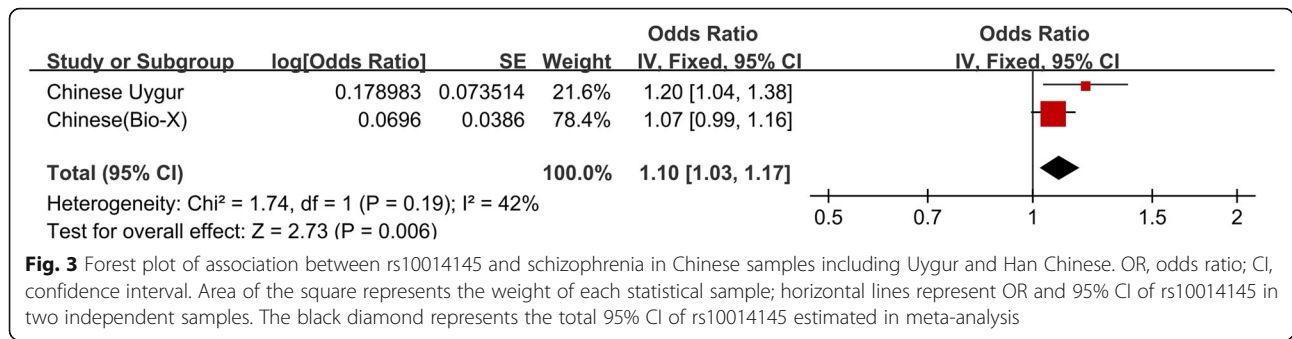 Odds Ratio Odds Ratio
Study or Subgroup log[Odds Ratio] SE Weight IV, Fixed, 95% CI IV, Fixed, 95% CI
Chinese Uygur 0.178983 0.073514 21.6% 1.20 [1.04, 1.38]
Chinese(Bio-X) 0.0696 0.0386 78.4% 1.07 [0.99, 1.16]
Total (95% CI) 100.0% 1.10 [1.03, 1.17]
Heterogeneity: Chi² = 1.74, df = 1 (P = 0.19); I² = 42%
Test for overall effect: Z = 2.73 (P = 0.006)
0.5 0.7 1 1.5 2
Fig. 3 Forest plot of association between rs10014145 and schizophrenia in Chinese samples including Uygur and Han Chinese. OR, odds ratio; CI,
confidence interval. Area of the square represents the weight of each statistical sample; horizontal lines represent OR and 95% CI of rs10014145 in
two independent samples. The black diamond represents the total 95% CI of rs10014145 estimated in meta-analysis